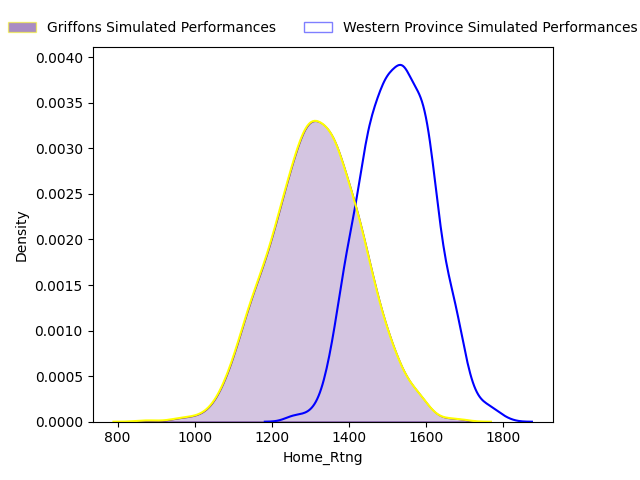 Griffons Simulated Performances
Western Province Simulated Performances
0.0040
0.0035
0.0030
0.0025
0.0020
0.0015
0.0010
0.0005
0.0000
Density
800 1000 1200 1400 1600 1800
Home_Rtng